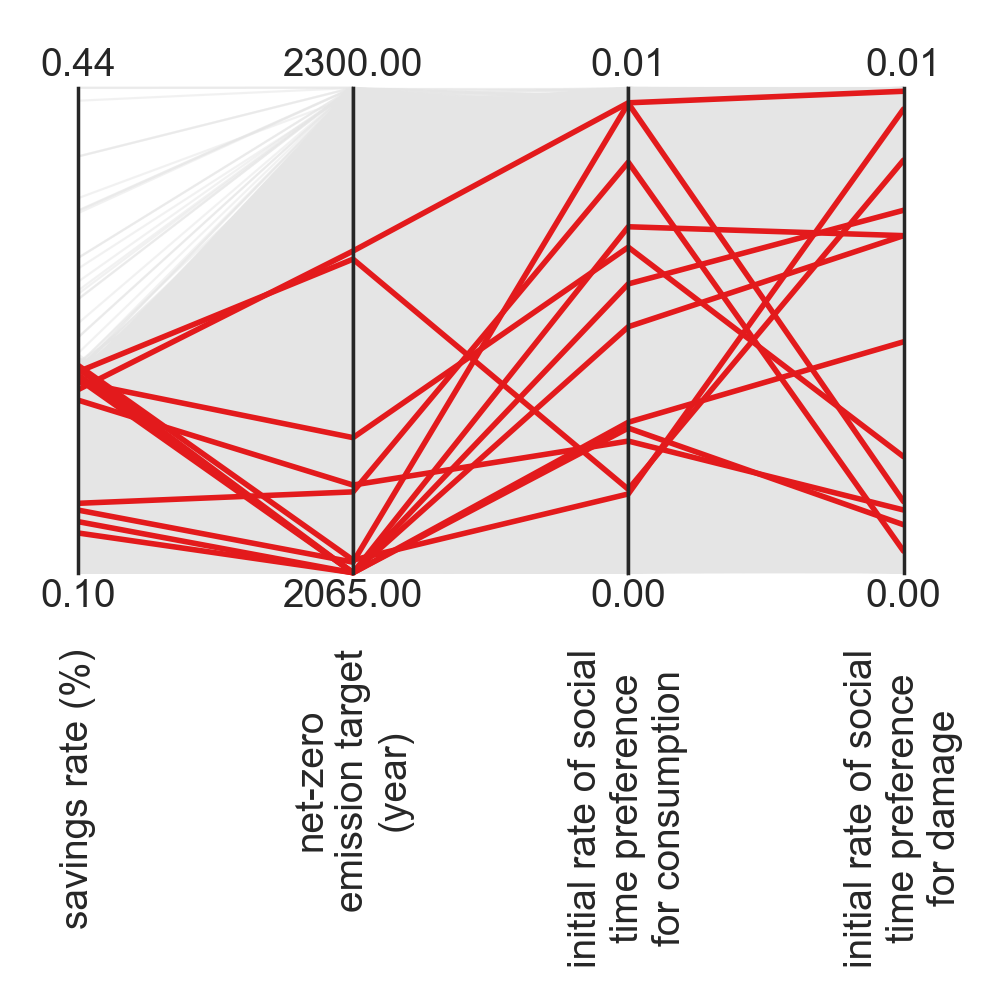 0.44
2300.00
0.01
0.01
0.10
2065.00
0.00
0.00
savings rate (%)
net-zero
emission target
(year)
initial rate of social
time preference
for consumption
initial rate of social
time preference
for damage